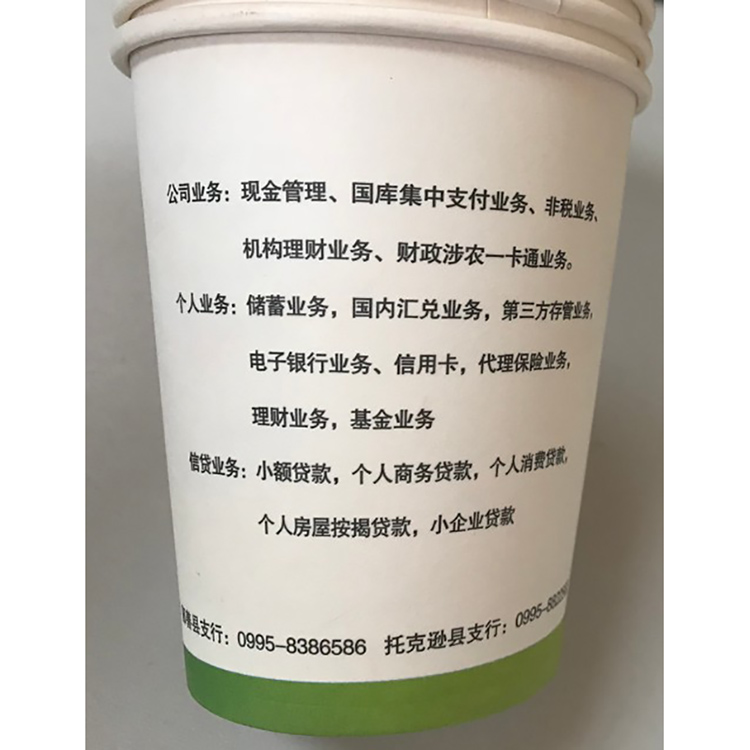 公司业务：现金管理、国库集中支付业务、非税业务、
机构理财业务、财政涉农一卡通业务。
个人业务：储蓄业务，国内汇兑业务，第三方存管业务，
电子银行业务、信用卡，代理保险业务，
理财业务，基金业务
信贷业务：小额贷款，个人商务贷款，个人消费贷款，
个人房屋按揭贷款，小企业贷款
县支行：0995-8386586 托克逊县支行：